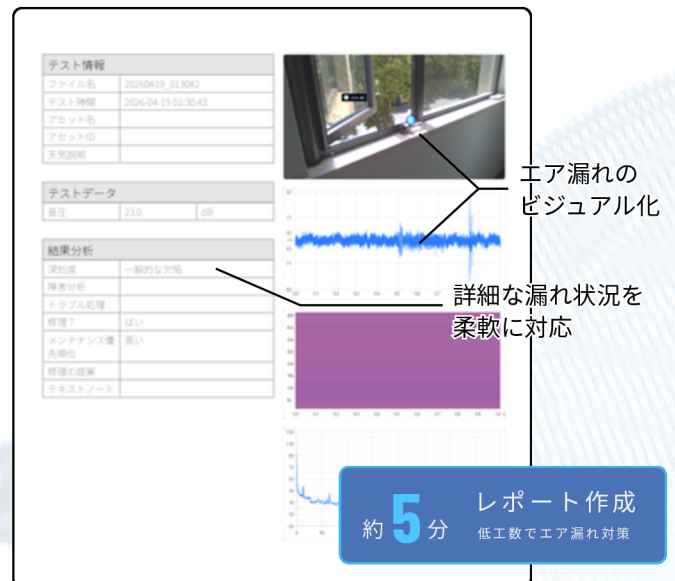 テスト情報
ファイル名 20260419_013042
テスト時間 2026-04-19 01:30:43
アセット名
アセットID
天気説明
テストデータ
音圧 23.0 dB
結果分析
深刻度 一般的な欠陥
障害分析
トラブル処理
修理？ はい
メンテナンス優先順位 高い
修理の提案
テキストノート
エア漏れの
ビジュアル化
詳細な漏れ状況を
柔軟に対応
約5分
レポート作成
低工数でエア漏れ対策